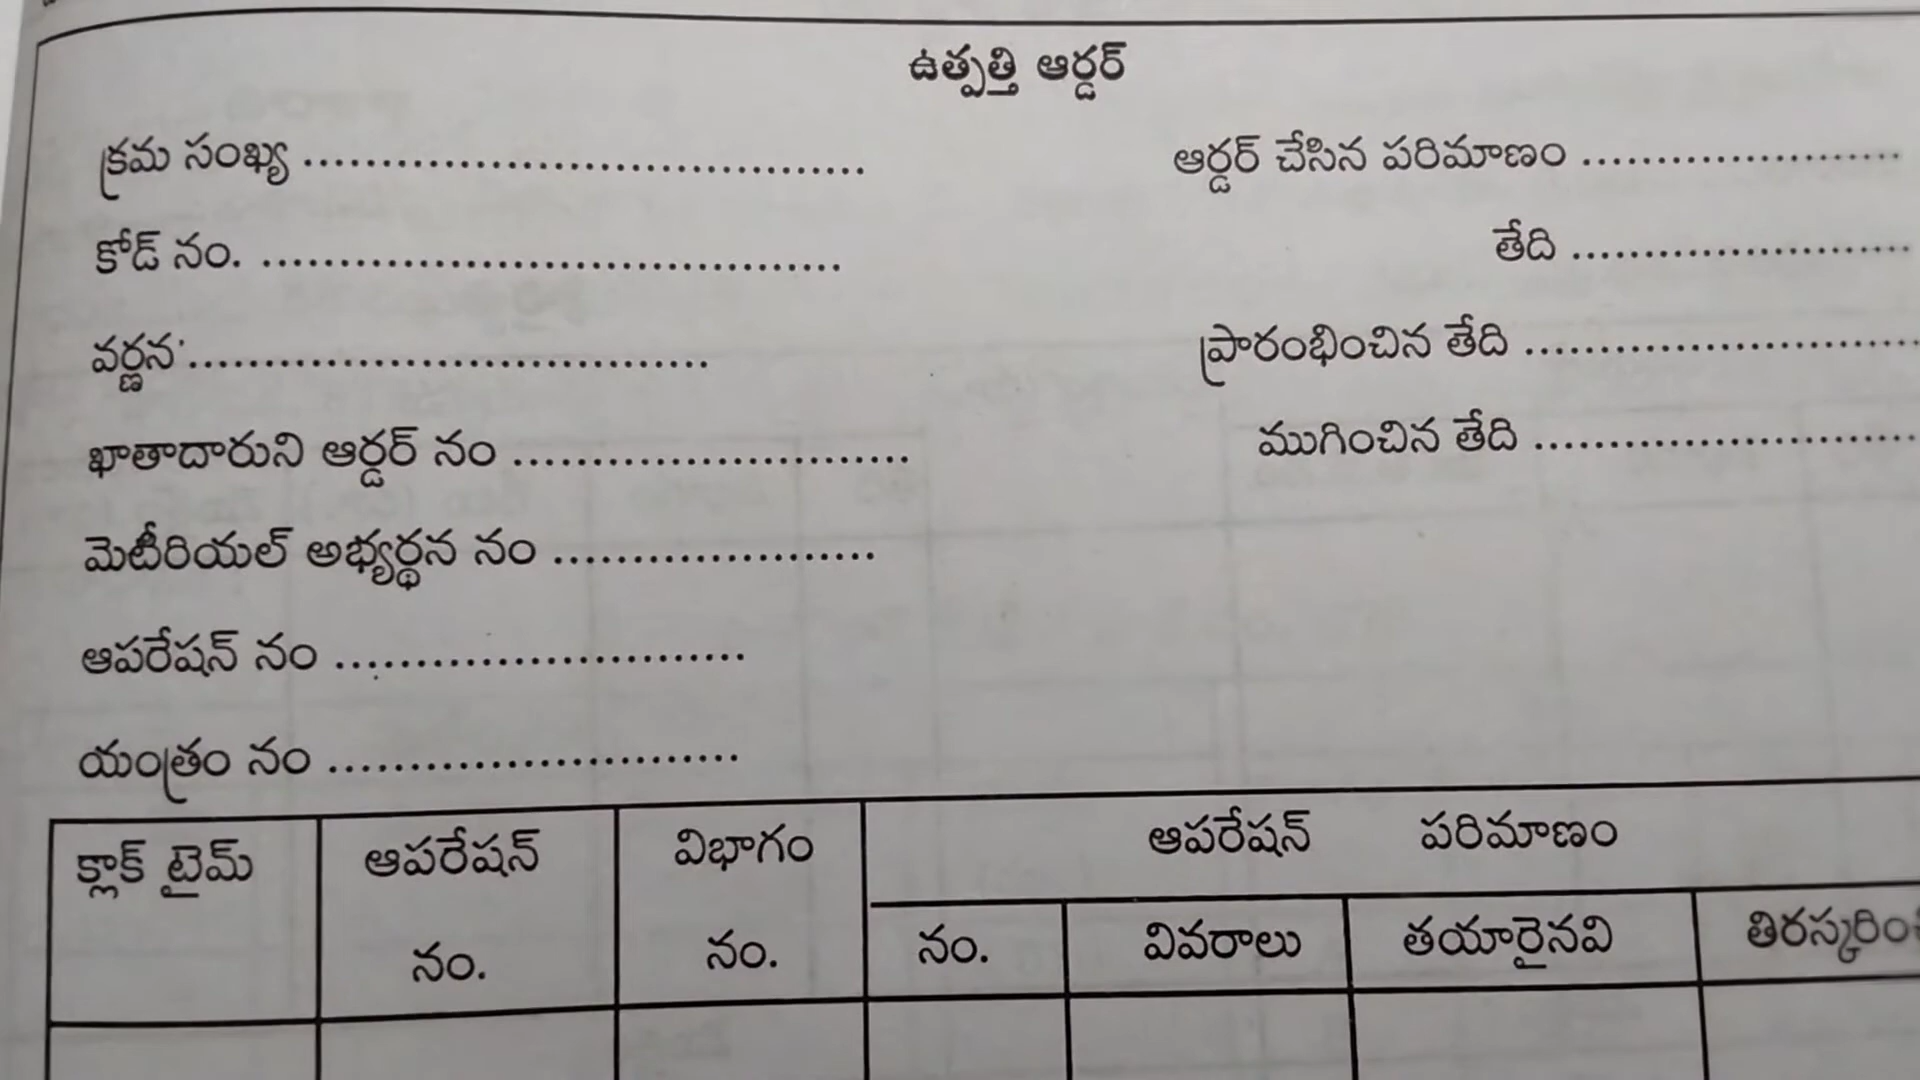 ఉత్పత్తి ఆర్డర్
క్రమ సంఖ్య ..................................... ఆర్డర్ చేసిన పరిమాణం .....................
కోడ్ నం. ...................................... తేది .......................
వర్ణన .................................. ప్రారంభించిన తేది ..........................
ఖాతాదారుని ఆర్డర్ నం .......................... ముగించిన తేది .........................
మెటీరియల్ అభ్యర్థన నం .....................
ఆపరేషన్ నం ..........................
యంత్రం నం ..........................
క్లాక్ టైమ్ ఆపరేషన్ విభాగం ఆపరేషన్ పరిమాణం
నం. నం. నం. వివరాలు తయారైనవి